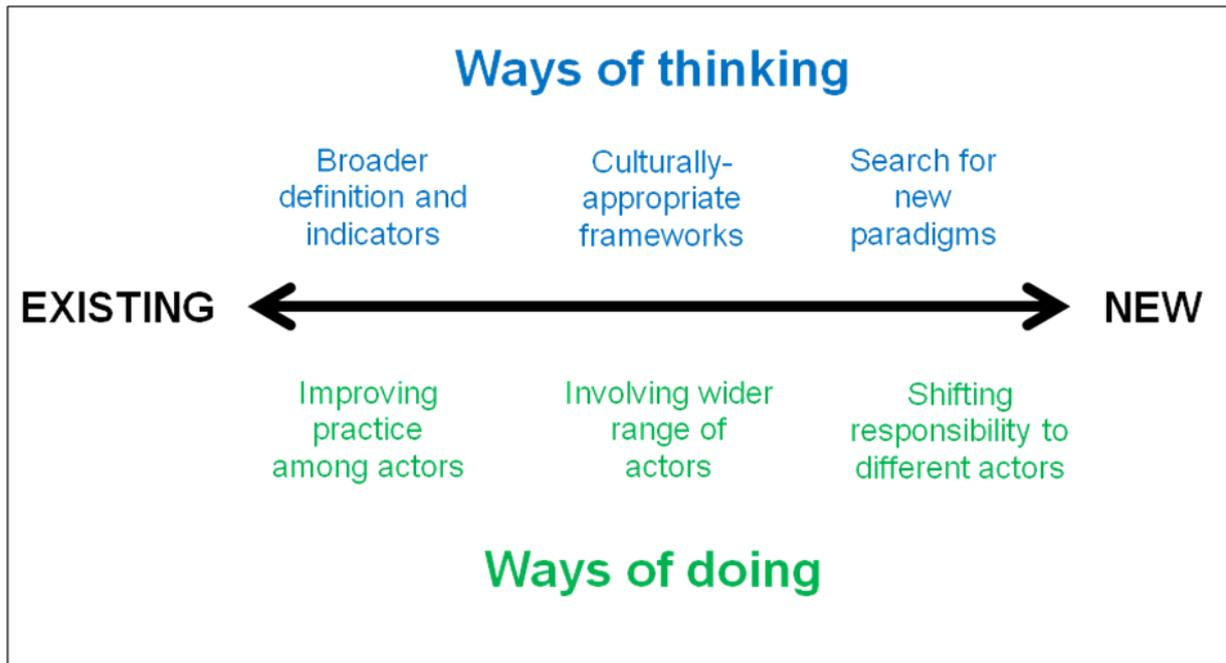 Ways of thinking
Broader
definition and
indicators
Culturally-
appropriate
frameworks
Search for
new
paradigms
EXISTING
NEW
Improving
practice
among actors
Involving wider
range of
actors
Shifting
responsibility to
different actors
Ways of doing